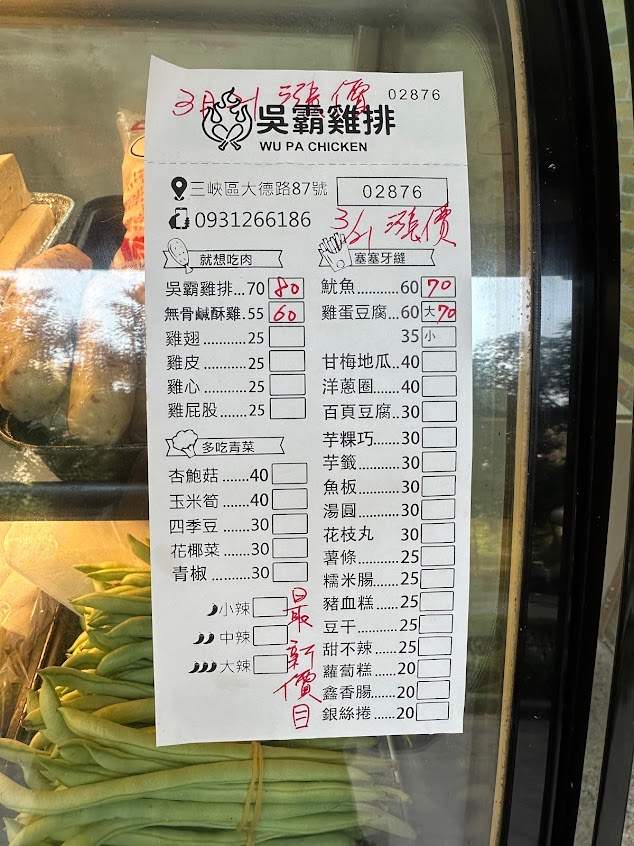 3月21漲價 02876
吳霸雞排
WU PA CHICKEN
三峽區大德路87號 02876
0931266186 3/21 漲價
就想吃肉
吳霸雞排...70 80
無骨鹹酥雞.55 60
雞翅..............25
雞皮..............25
雞心..............25
雞屁股..........25
多吃青菜
杏鮑菇.......40
玉米筍.......40
四季豆.......30
花椰菜.......30
青椒...........30
小辣
中辣
大辣
最新價目
塞塞牙縫
魷魚...........60 70
雞蛋豆腐..60 大70
35 小
甘梅地瓜..40
洋蔥圈......40
百頁豆腐..30
芋粿巧......30
芋籤..........30
魚板..........30
湯圓..........30
花枝丸 30
薯條..........25
糯米腸......25
豬血糕......25
豆干..........25
甜不辣......25
蘿蔔糕......20
鑫香腸......20
銀絲捲......20